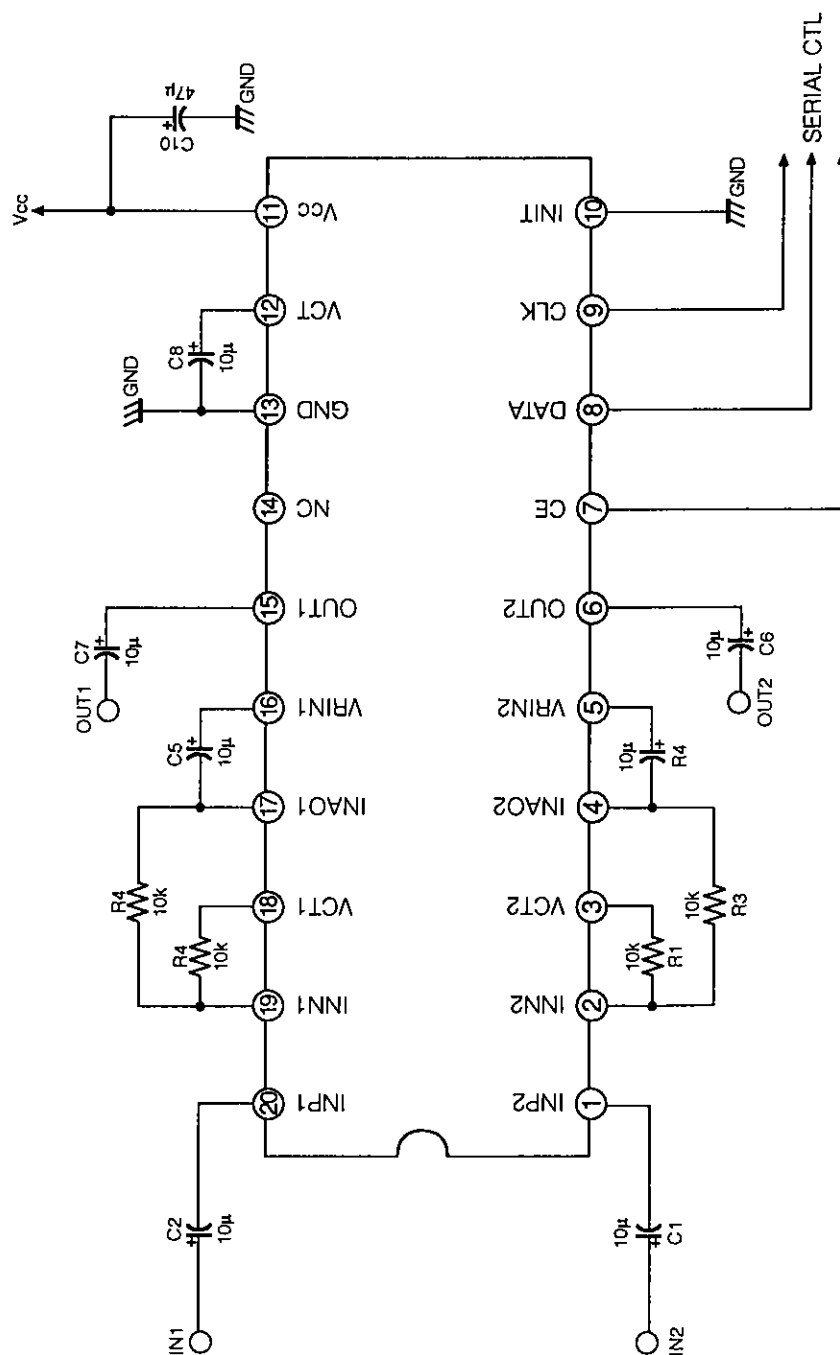 Vcc
C10
47μ
GND
GND
C8
10μ
C7
10μ
OUT1
C5
10μ
R4
10k
R4
10k
C2
10μ
IN1
20
19
18
17
16
15
14
13
12
11
INP1
INN1
VCT1
INAO1
VRIN1
OUT1
NC
GND
VCT
Vcc
INP2
INN2
VCT2
INAO2
VRIN2
OUT2
CE
DATA
CLK
INIT
1
2
3
4
5
6
7
8
9
10
IN2
10μ
C1
10k
R1
10k
R3
10μ
R4
10μ
C6
OUT2
GND
SERIAL CTL